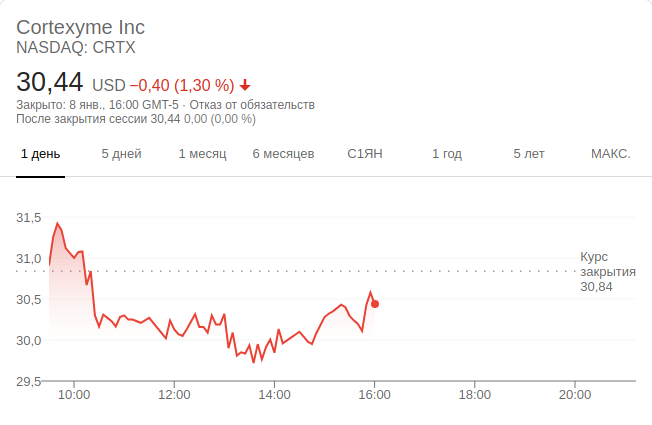 Cortexyme Inc
NASDAQ: CRTX
30,44 USD −0,40 (1,30 %)
Закрыто: 8 янв., 16:00 GMT-5 · Отказ от обязательств
После закрытия сессии 30,44 0,00 (0,00 %)
1 день 5 дней 1 месяц 6 месяцев С1ЯН 1 год 5 лет МАКС.
31,5
31,0
30,5
30,0
29,5
Курс
закрытия
30,84
10:00 12:00 14:00 16:00 18:00 20:00